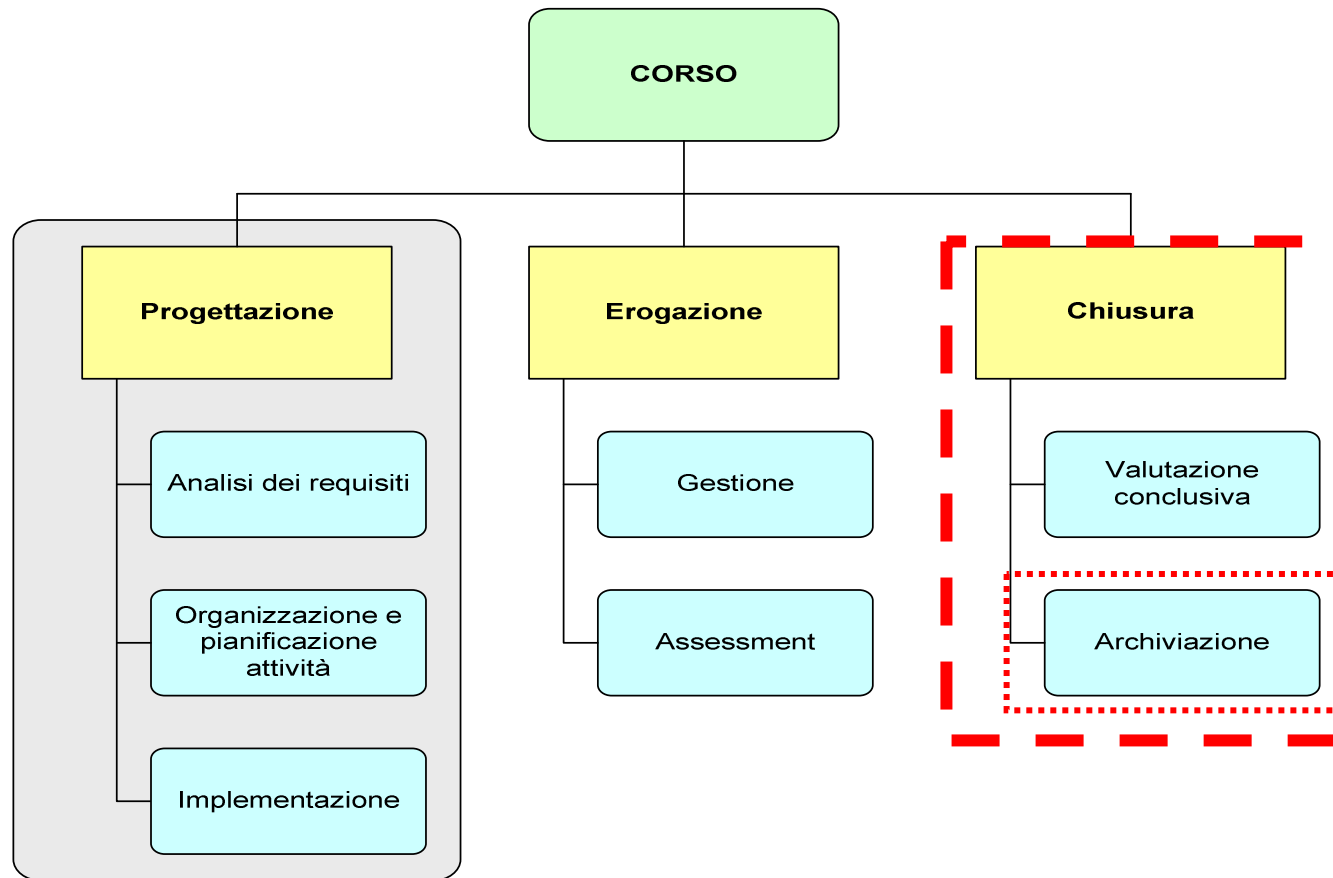 CORSO
Progettazione
Erogazione
Chiusura
Analisi dei requisiti
Gestione
Valutazione
conclusiva
Organizzazione e
pianificazione
attività
Assessment
Archiviazione
Implementazione